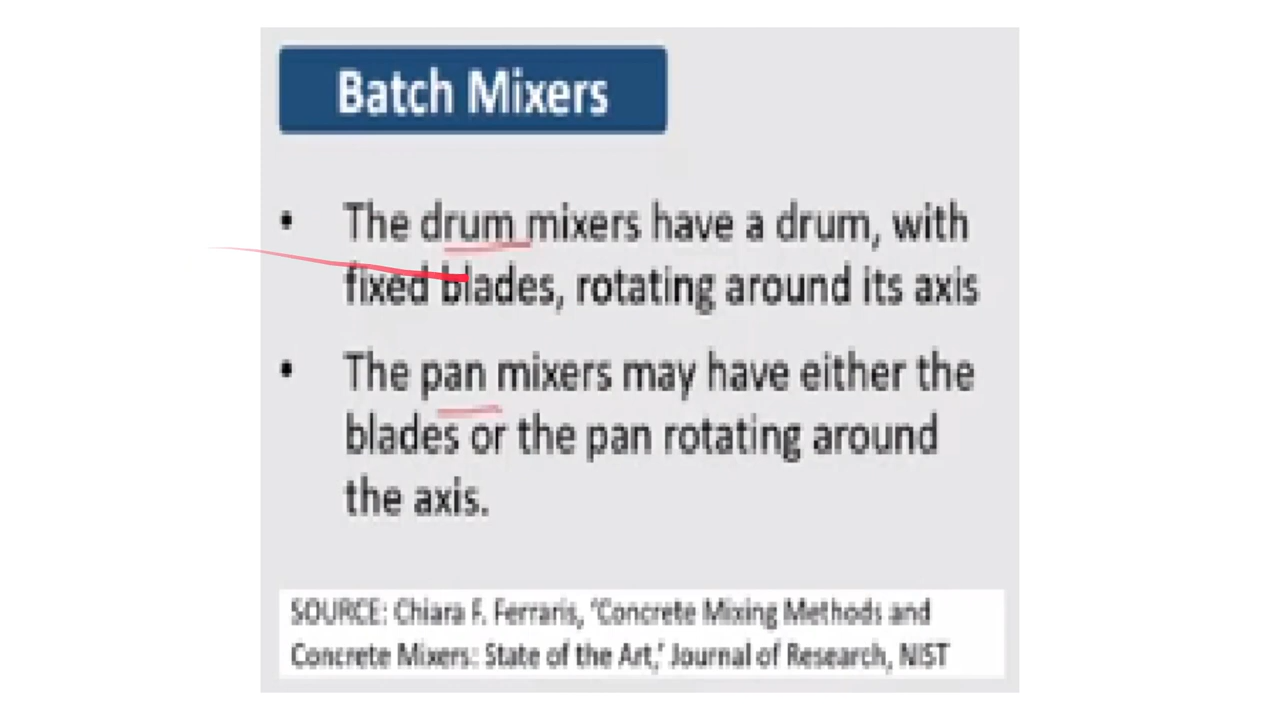 Batch Mixers
• The drum mixers have a drum, with
fixed blades, rotating around its axis
• The pan mixers may have either the
blades or the pan rotating around
the axis.
SOURCE: Chiara F. Ferraris, 'Concrete Mixing Methods and
Concrete Mixers: State of the Art,' Journal of Research, NIST